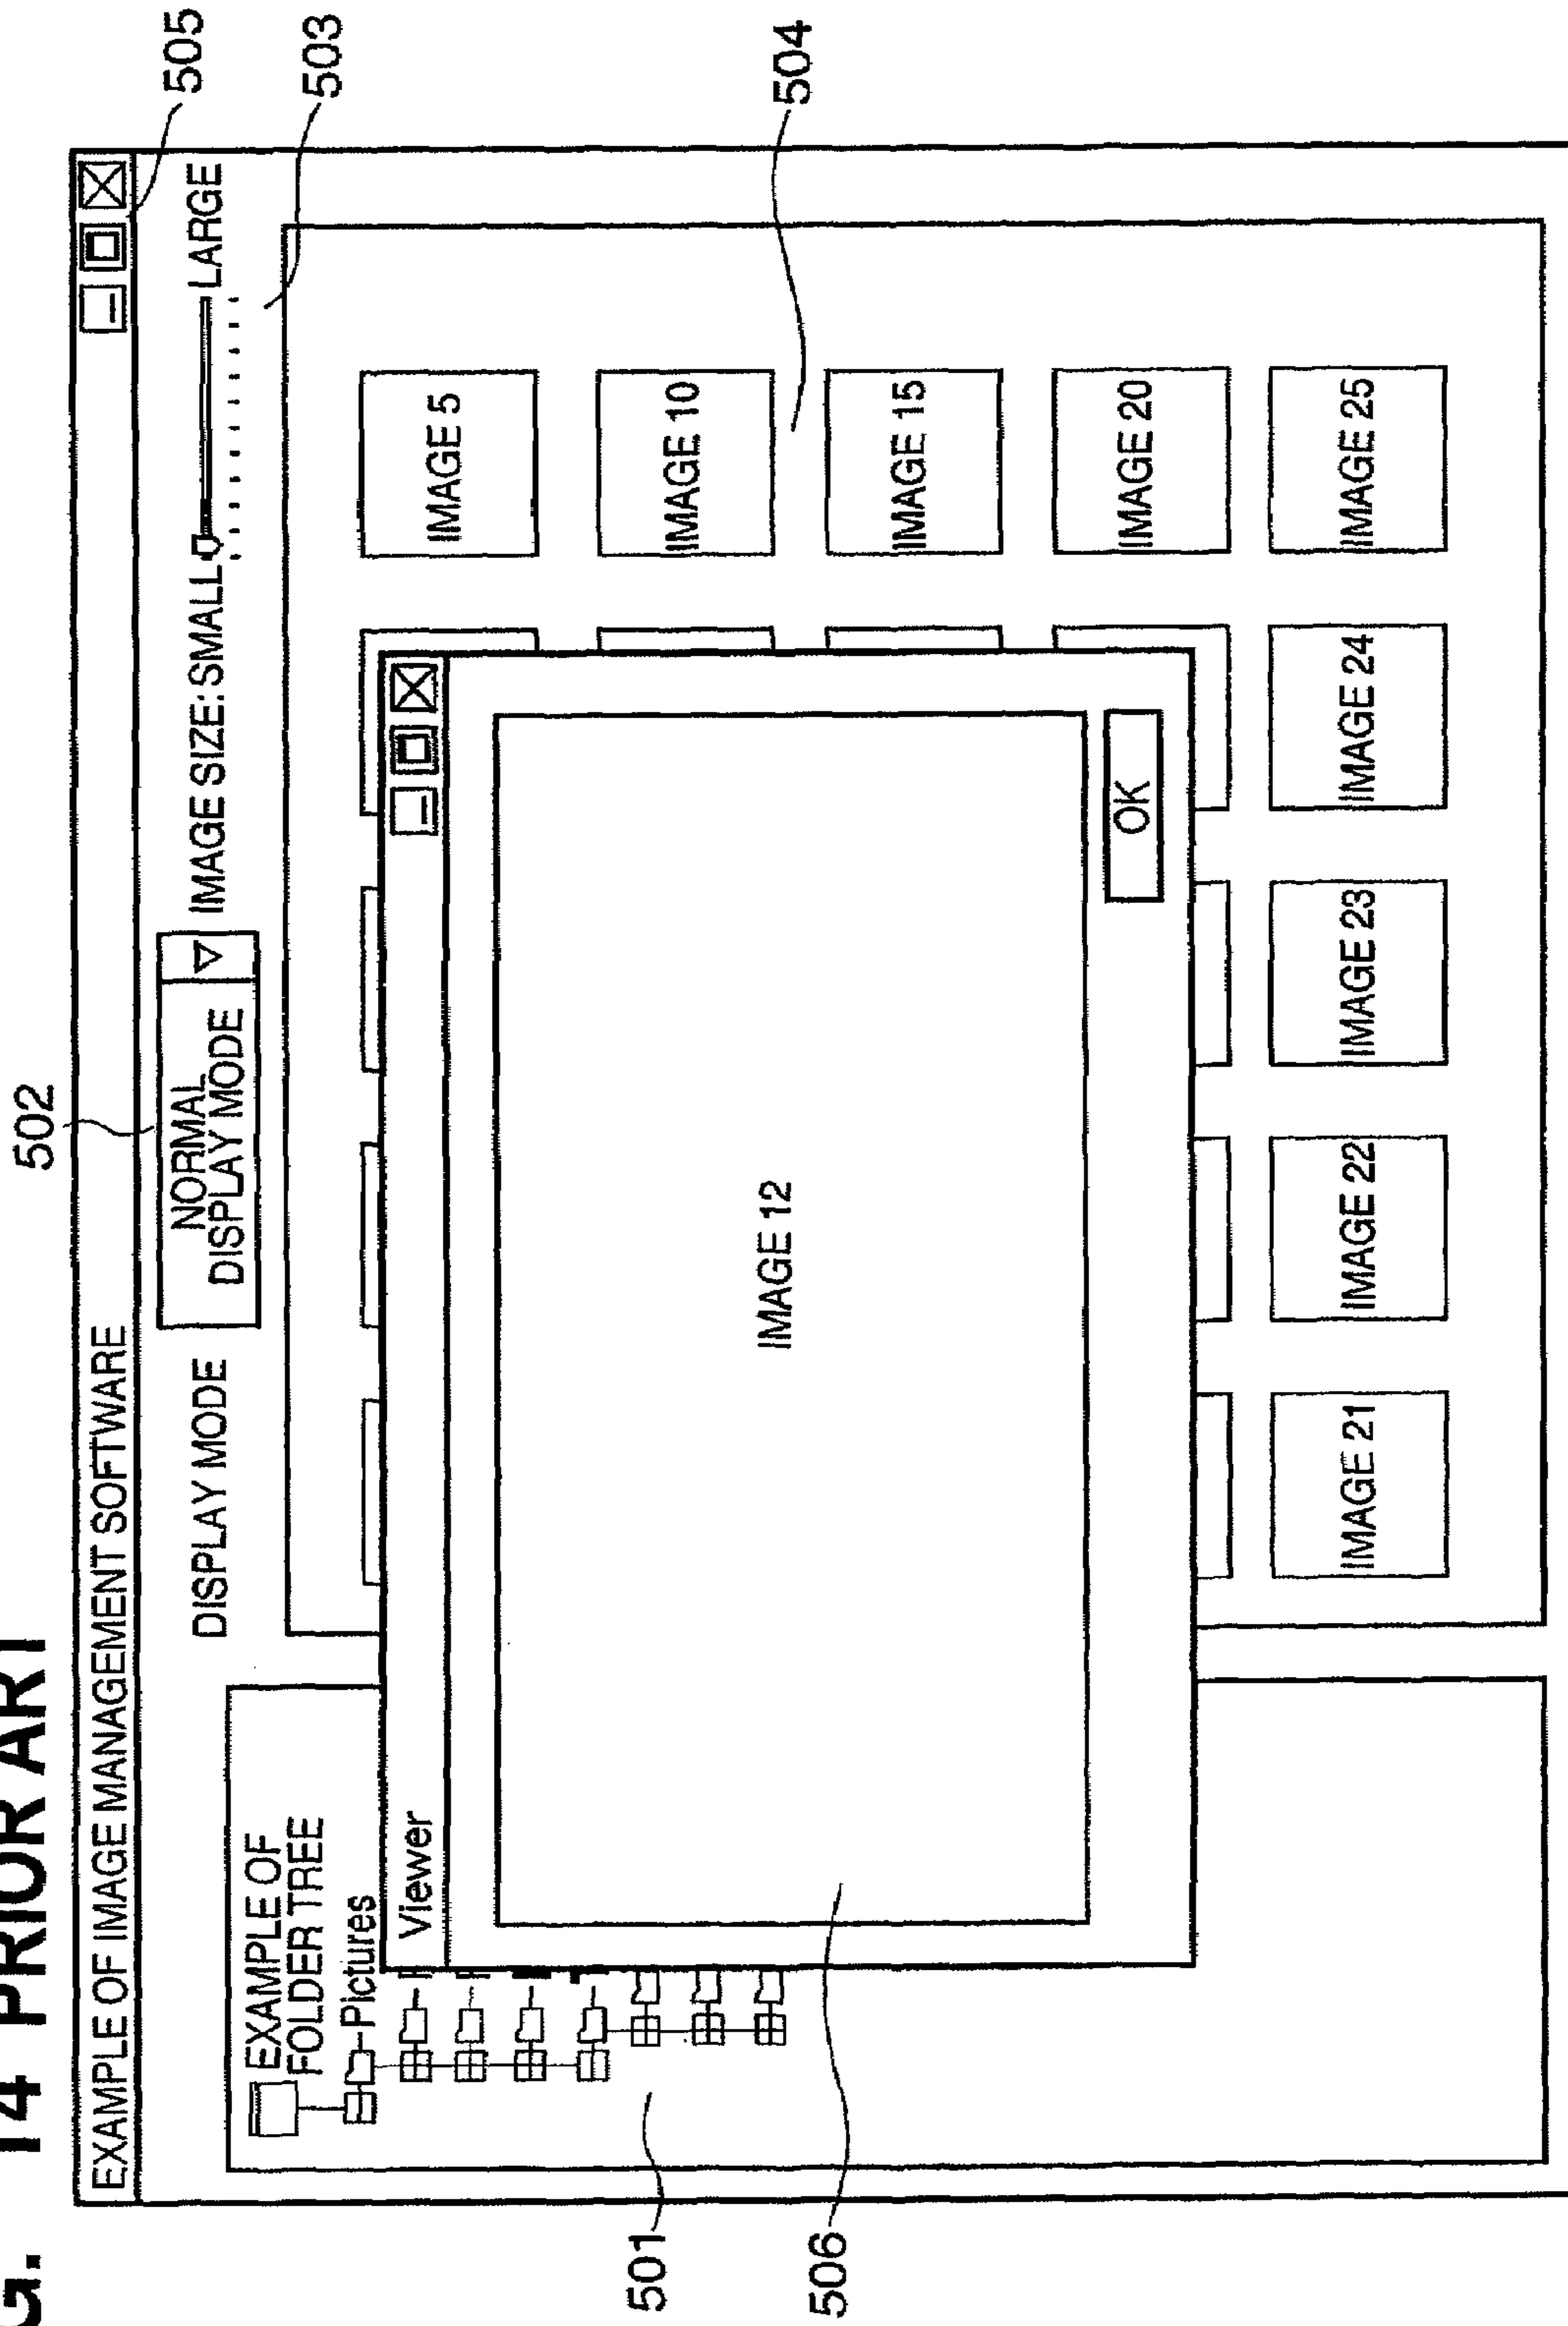 G. 14 PRIOR ART
502
505
EXAMPLE OF IMAGE MANAGEMENT SOFTWARE
DISPLAY MODE
NORMAL
DISPLAY MODE
IMAGE SIZE: SMALL
LARGE
503
EXAMPLE OF
FOLDER TREE
Pictures
Viewer
IMAGE 5
IMAGE 10
504
IMAGE 12
IMAGE 15
501
506
OK
IMAGE 20
IMAGE 21
IMAGE 22
IMAGE 23
IMAGE 24
IMAGE 25